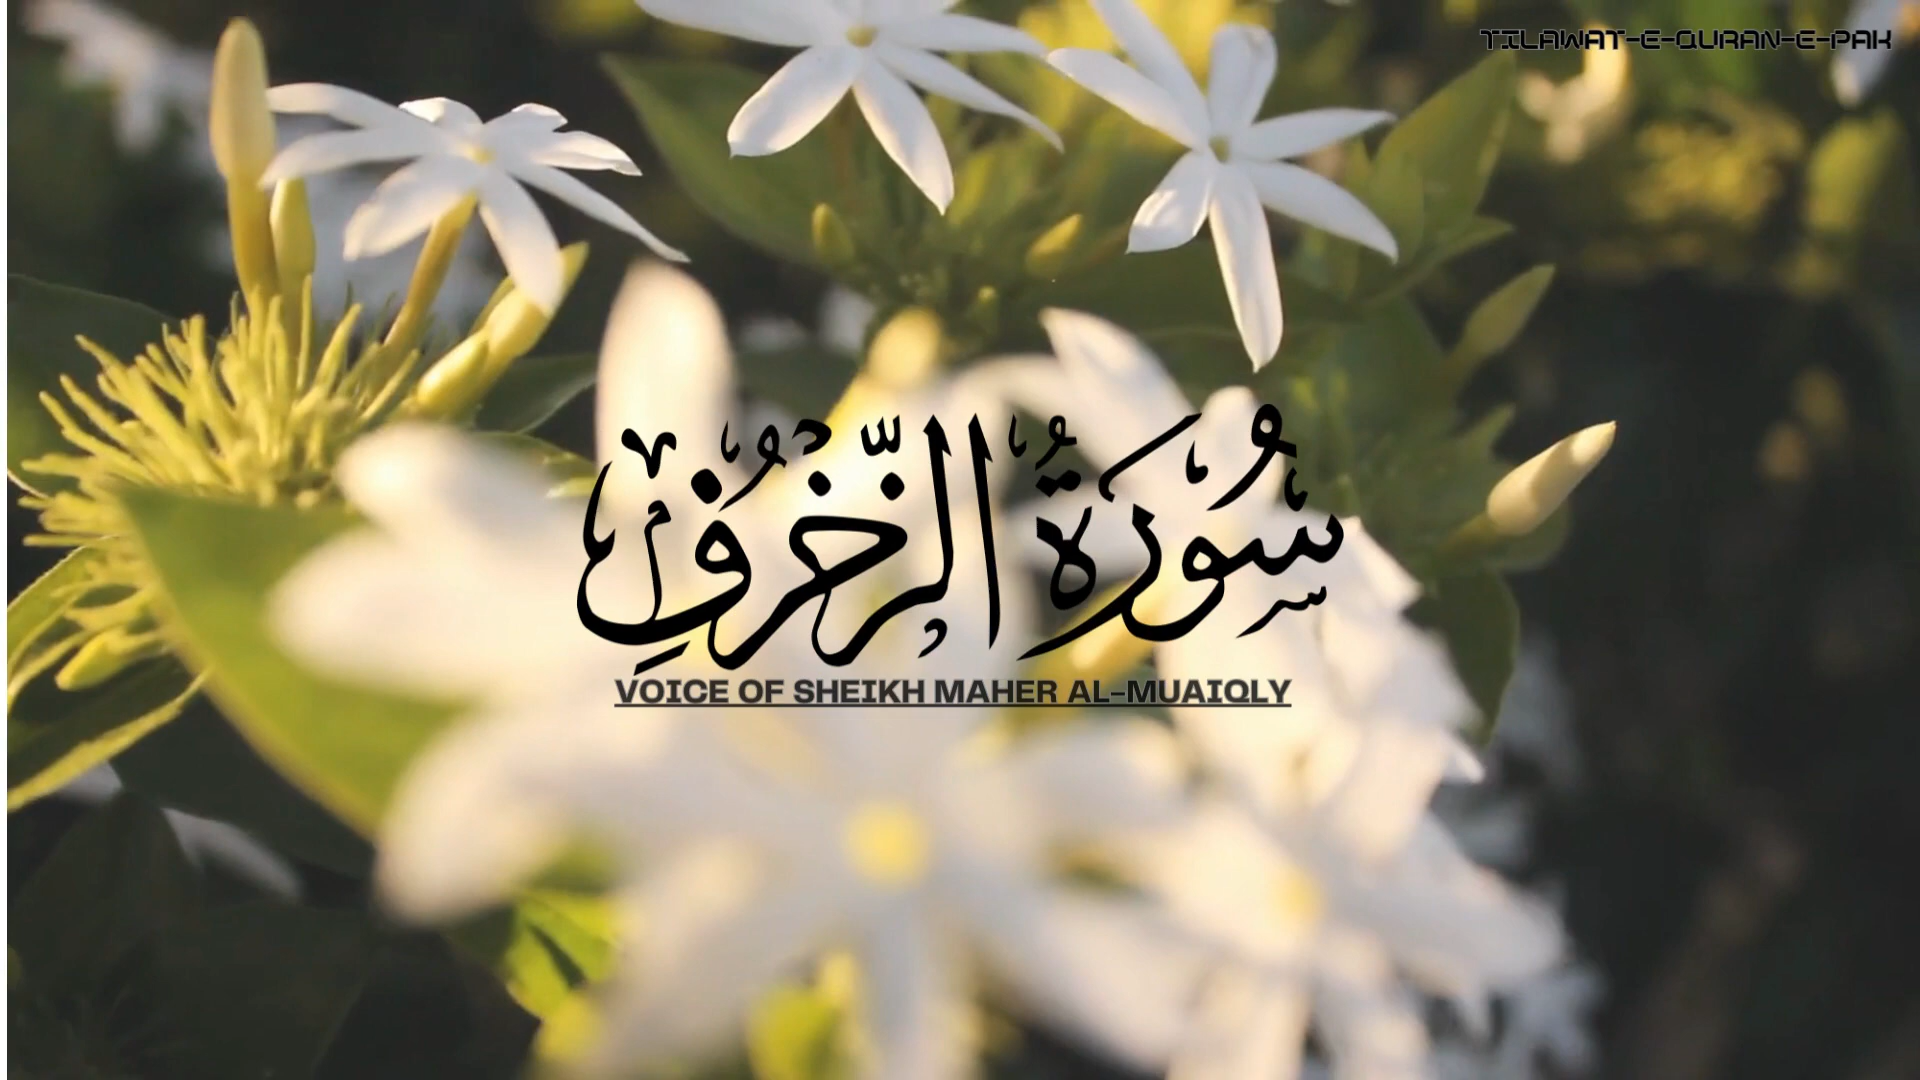 TILAWAT-E-QURAN-E-PAK
سُورَةُ الزُّخْرُفِ
VOICE OF SHEIKH MAHER AL-MUAIQLY